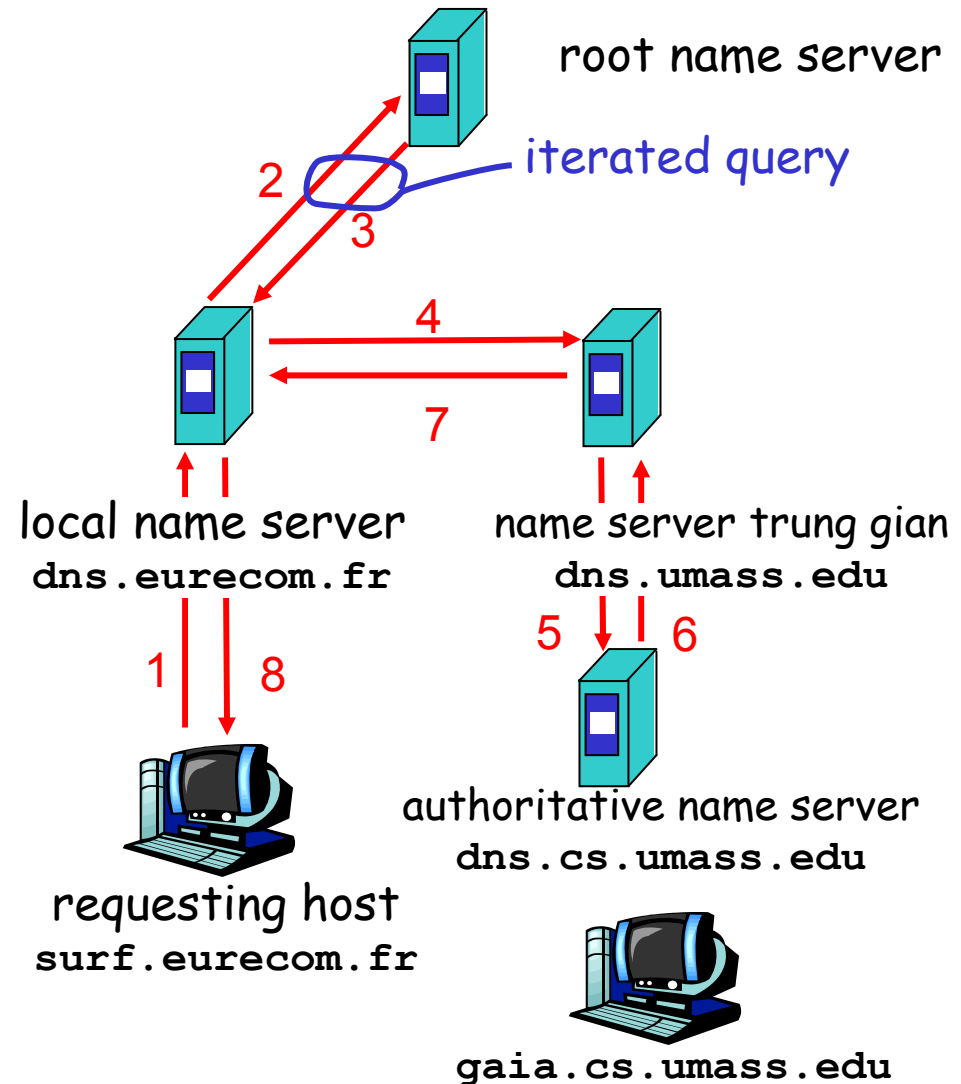 root name server
iterated query
2
3
4
7
local name server
dns.eurecom.fr
name server trung gian
dns.umass.edu
5
6
1
8
authoritative name server
dns.cs.umass.edu
requesting host
surf.eurecom.fr
gaia.cs.umass.edu